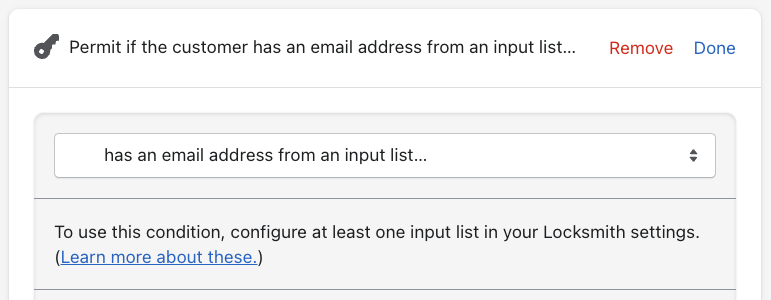 Permit if the customer has an email address from an input list... Remove Done
has an email address from an input list...
To use this condition, configure at least one input list in your Locksmith settings.
(Learn more about these.)